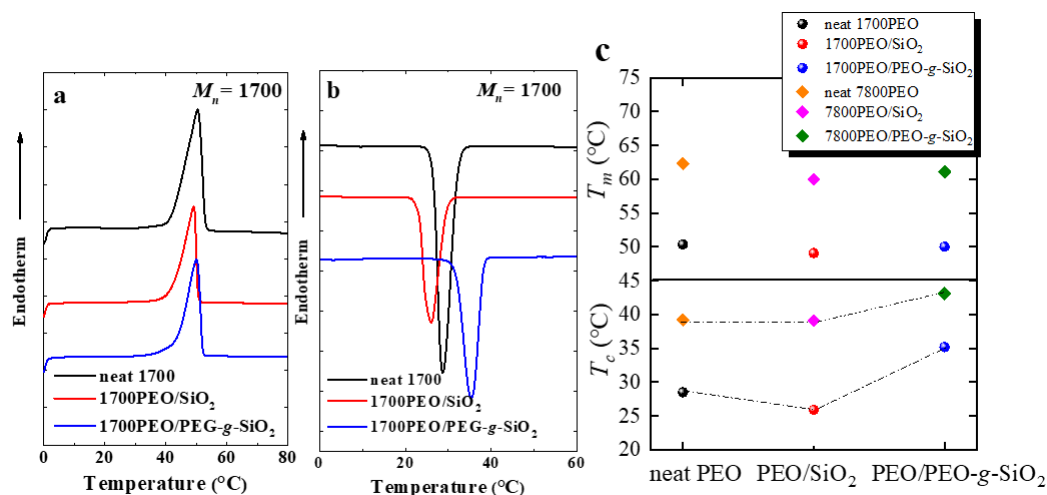 a
Mₙ = 1700
Endotherm
neat 1700
1700PEO/SiO₂
1700PEO/PEG-g-SiO₂
0 20 40 60 80
Temperature (°C)
b
Mₙ = 1700
Endotherm
neat 1700
1700PEO/SiO₂
1700PEO/PEG-g-SiO₂
0 20 40 60
Temperature (°C)
c
neat 1700PEO
1700PEO/SiO₂
1700PEO/PEO-g-SiO₂
neat 7800PEO
7800PEO/SiO₂
7800PEO/PEO-g-SiO₂
75
70
65
60
55
50
45
40
35
30
25
20
Tₘ (°C)
T_c (°C)
neat PEO PEO/SiO₂ PEO/PEO-g-SiO₂